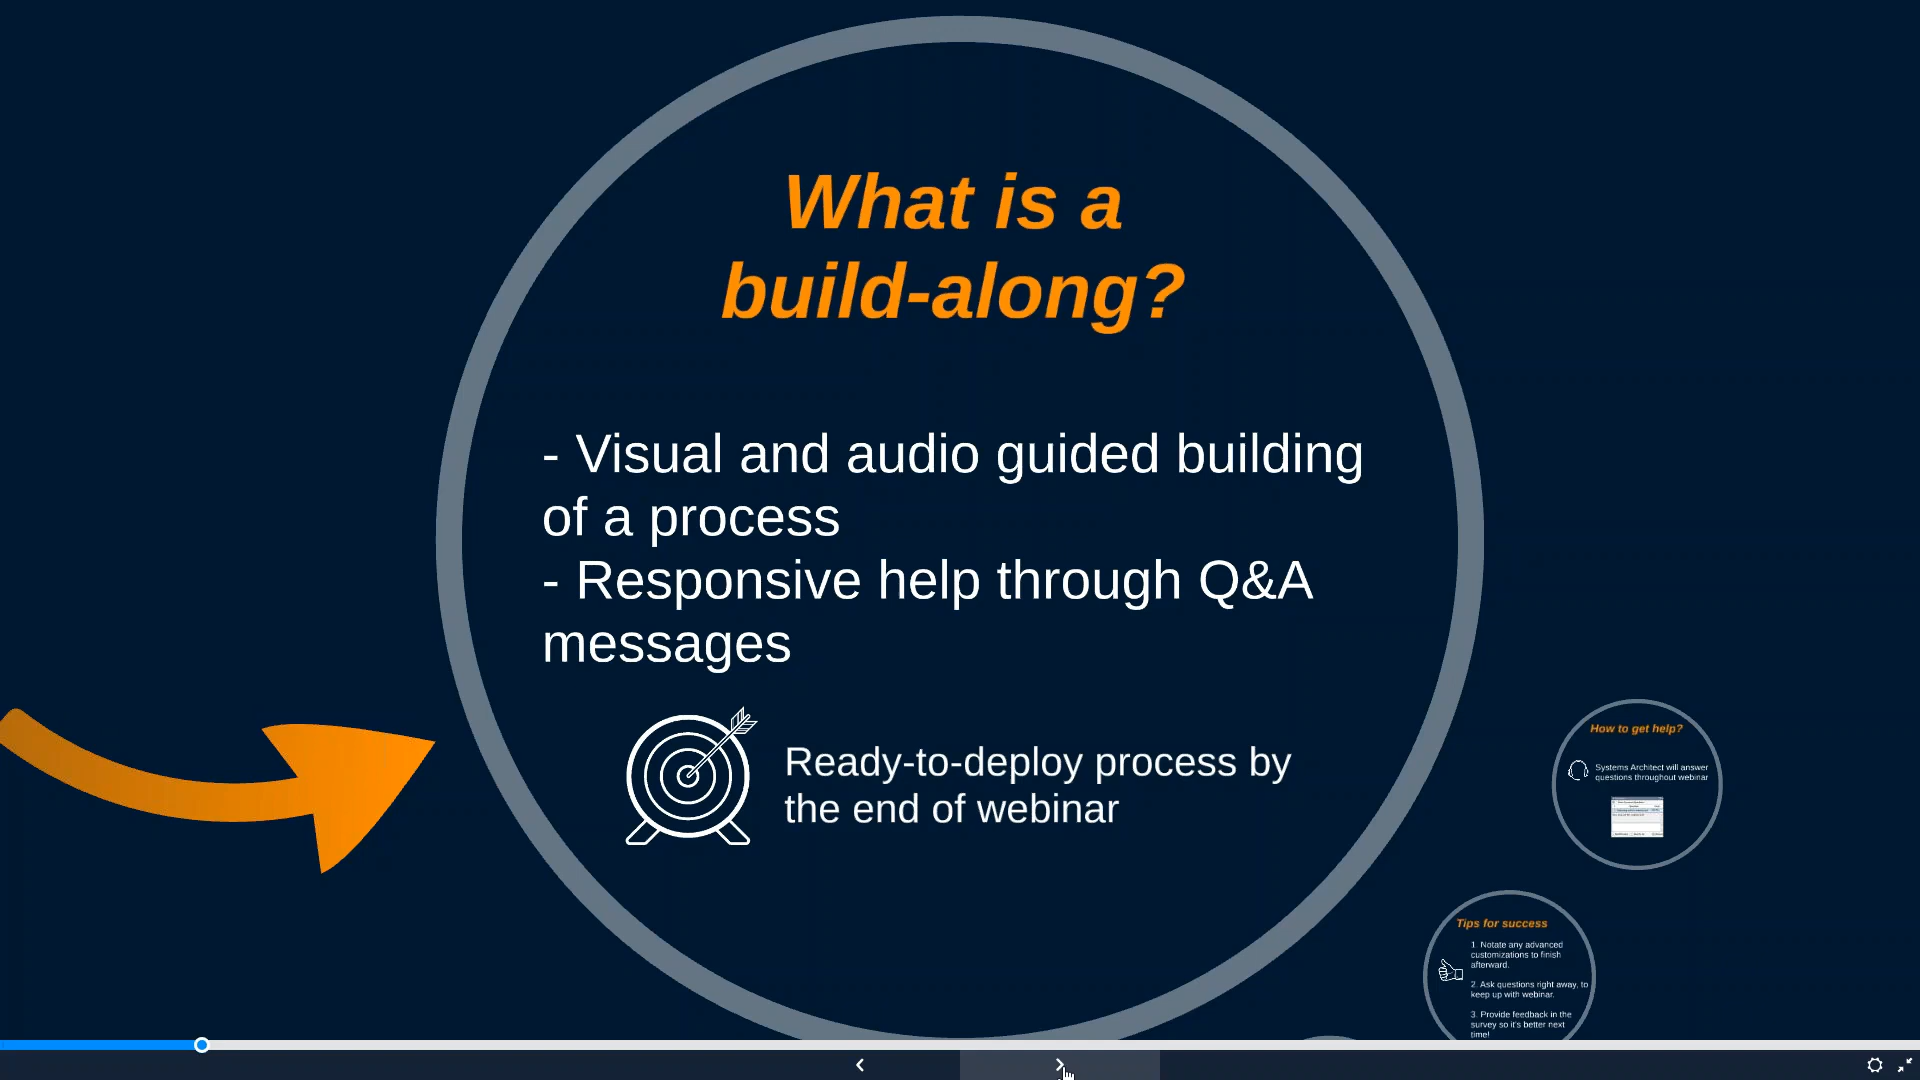 What is a
build-along?
- Visual and audio guided building
of a process
- Responsive help through Q&A
messages
Ready-to-deploy process by
the end of webinar
How to get help?
Systems Architect will answer
questions throughout webinar
Tips for success
1. Notate any advanced
customizations to finish
afterward.
2. Ask questions right away, to
keep up with webinar.
3. Provide feedback in the
survey so it's better next
time!